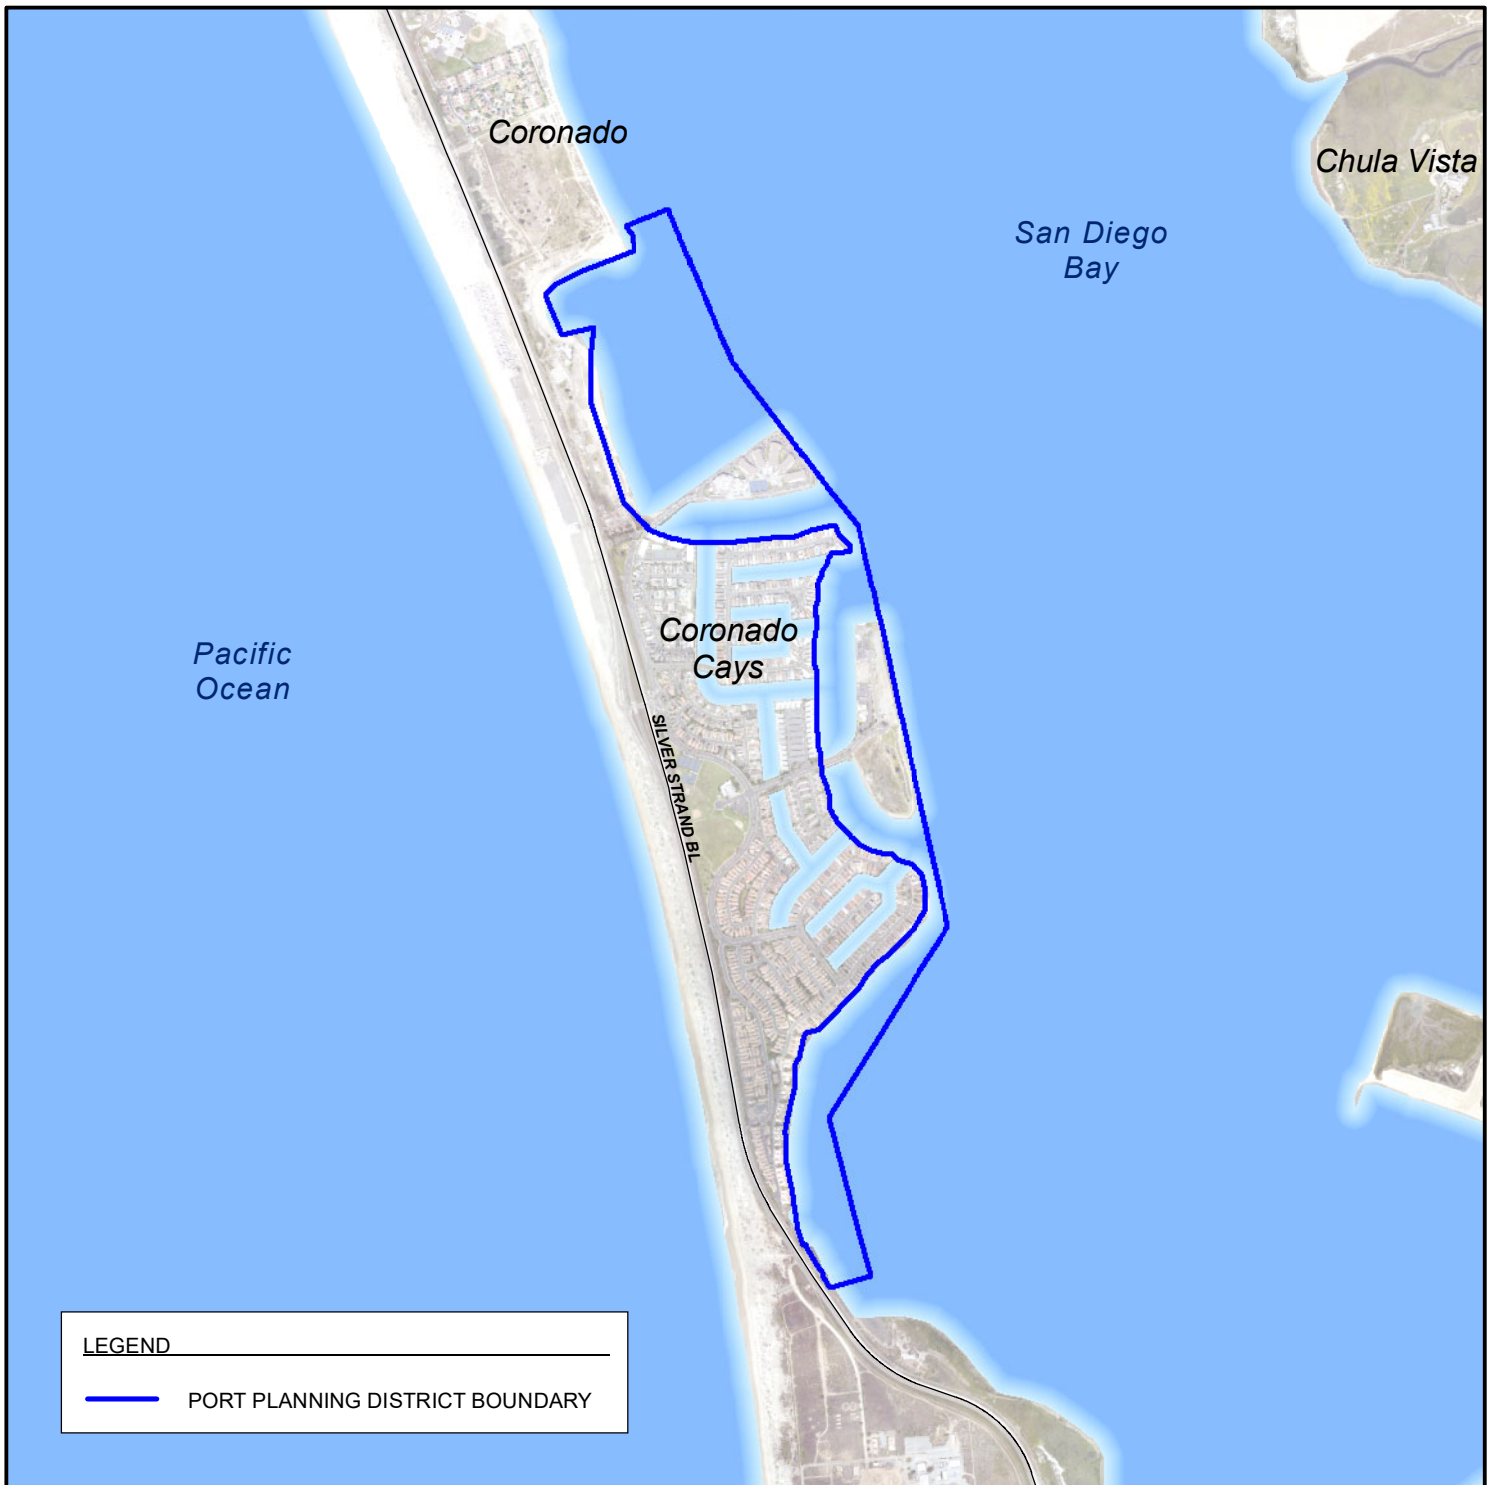 Coronado
Chula Vista
San Diego
Bay
Coronado
Cays
Pacific
Ocean
SILVER STRAND BL
LEGEND
PORT PLANNING DISTRICT BOUNDARY